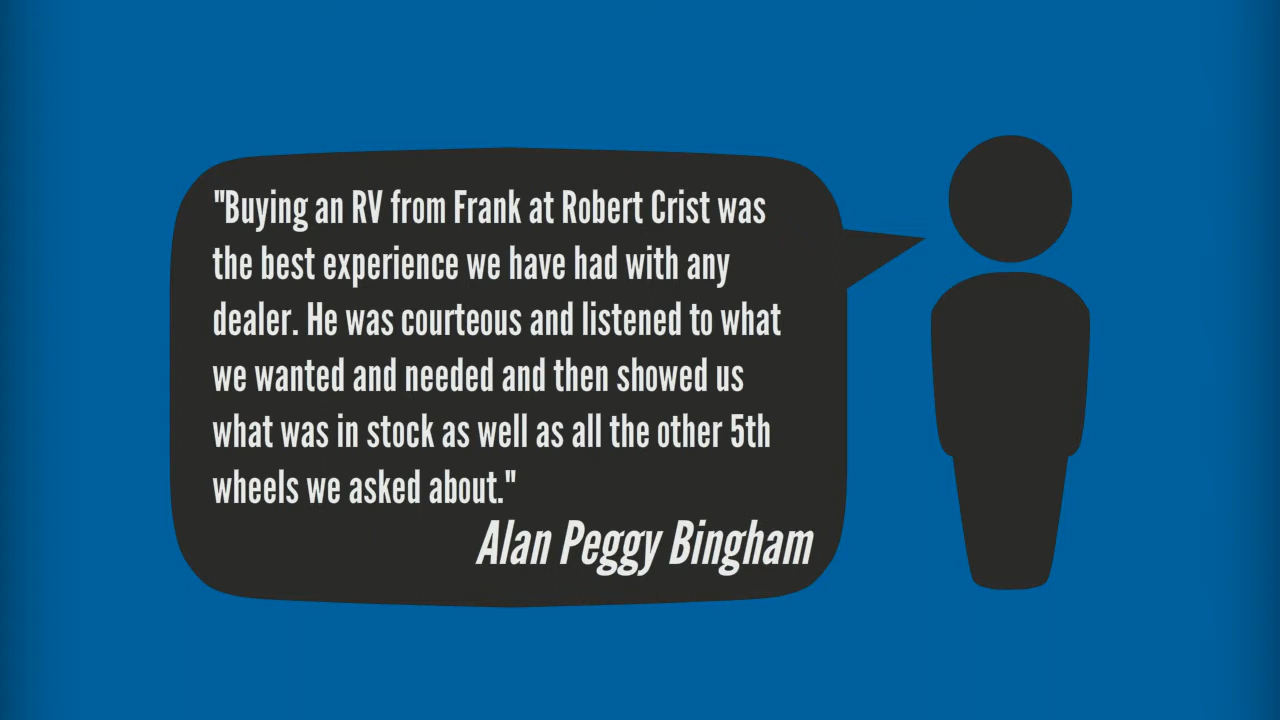 "Buying an RV from Frank at Robert Crist was
the best experience we have had with any
dealer. He was courteous and listened to what
we wanted and needed and then showed us
what was in stock as well as all the other 5th
wheels we asked about."
Alan Peggy Bingham